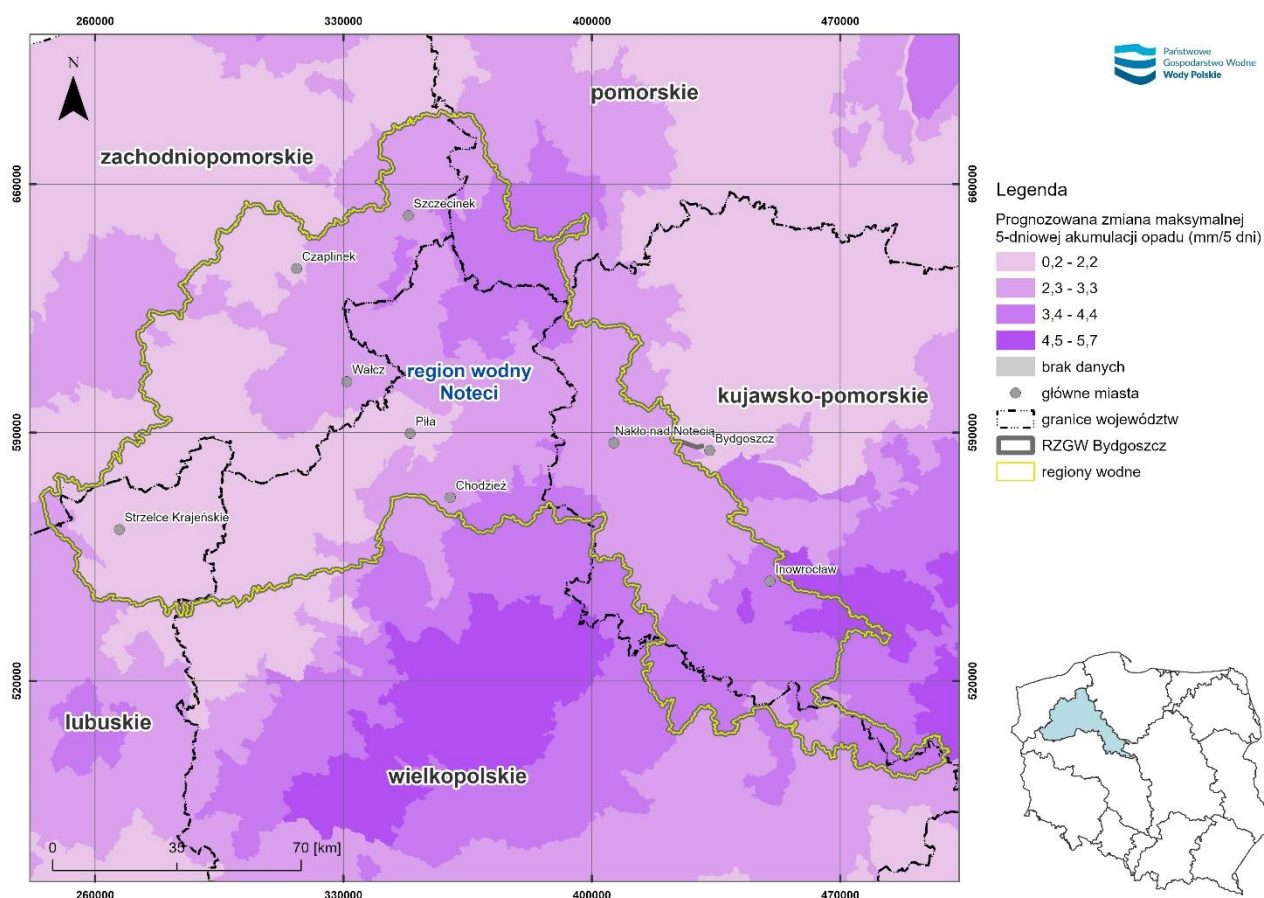 260000
330000
400000
470000
Państwowe
Gospodarstwo Wodne
Wody Polskie
N
pomorskie
zachodniopomorskie
660000
660000
Szczecinek
Czaplinek
Wałcz
region wodny
Noteci
kujawsko-pomorskie
Piła
Nakło nad Notecią
Bydgoszcz
590000
590000
Chodzież
Strzelce Krajeńskie
Inowrocław
520000
520000
lubuskie
wielkopolskie
0
35
70 [km]
260000
330000
400000
470000
Legenda
Prognozowana zmiana maksymalnej
5-dniowej akumulacji opadu (mm/5 dni)
0,2 - 2,2
2,3 - 3,3
3,4 - 4,4
4,5 - 5,7
brak danych
główne miasta
granice województw
RZGW Bydgoszcz
regiony wodne